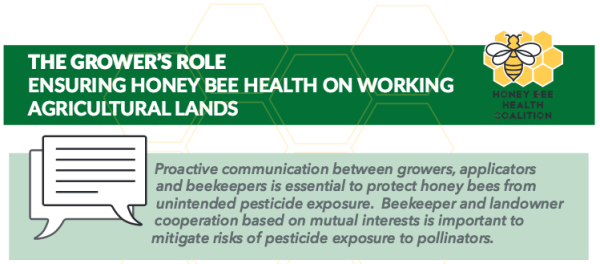 THE GROWER'S ROLE
ENSURING HONEY BEE HEALTH ON WORKING
AGRICULTURAL LANDS
HONEY BEE
HEALTH
COALITION
Proactive communication between growers, applicators
and beekeepers is essential to protect honey bees from
unintended pesticide exposure.  Beekeeper and landowner
cooperation based on mutual interests is important to
mitigate risks of pesticide exposure to pollinators.